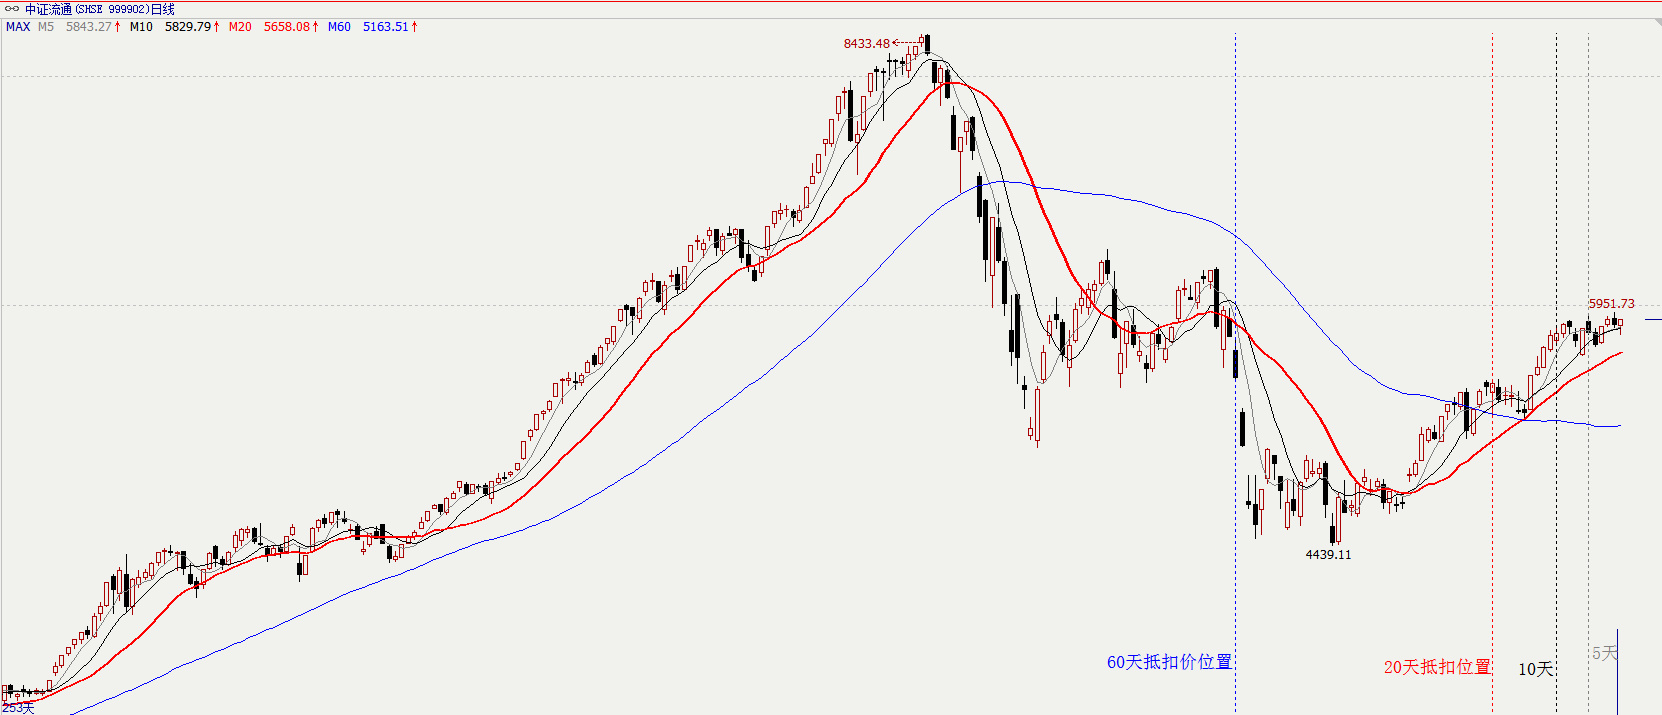 中证流通(SHSE 999902)日线
MAX M5 5843.27↑ M10 5829.79↑ M20 5658.08↑ M60 5163.51↑
8433.48
5951.73
4439.11
60天抵扣价位置
20天抵扣位置
10天
5天
253天